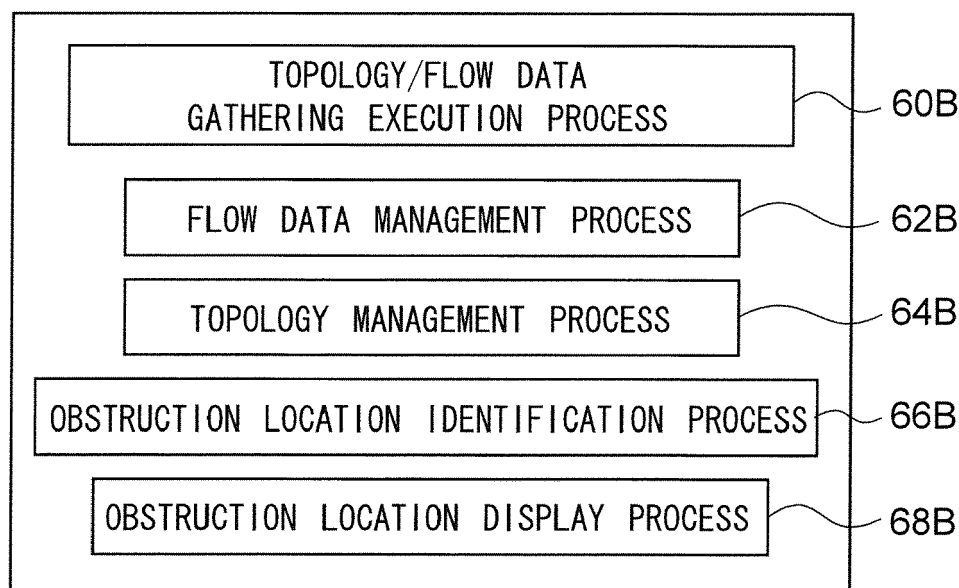 TOPOLOGY/FLOW DATA
GATHERING EXECUTION PROCESS
60B
FLOW DATA MANAGEMENT PROCESS
62B
TOPOLOGY MANAGEMENT PROCESS
64B
OBSTRUCTION LOCATION IDENTIFICATION PROCESS
66B
OBSTRUCTION LOCATION DISPLAY PROCESS
68B